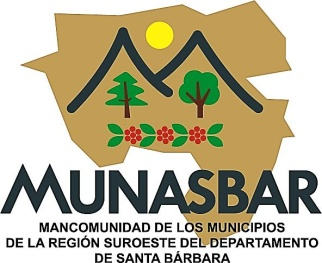 MUNASBAR
MANCOMUNIDAD DE LOS MUNICIPIOS
DE LA REGIÓN SUROESTE DEL DEPARTAMENTO
DE SANTA BÁRBARA